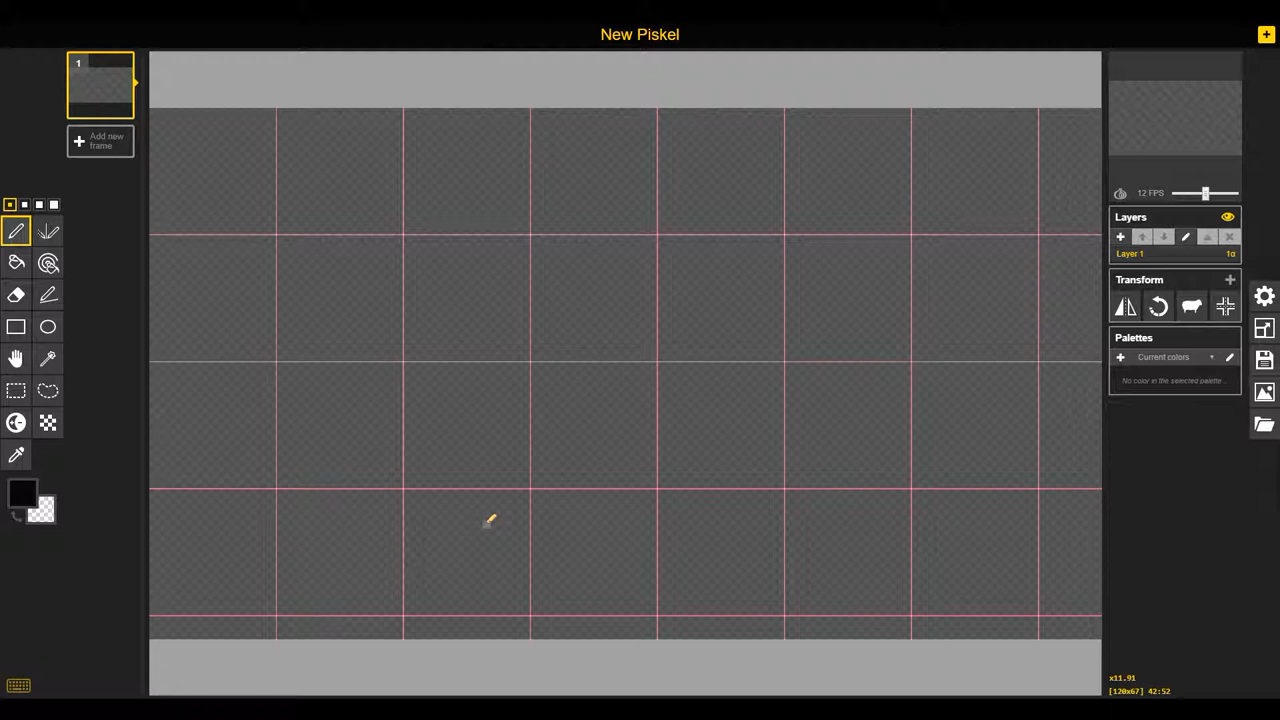 New Piskel
+
1
Add new
frame
12 FPS
Layers
Layer 1
1α
Transform
Palettes
Current colors
No color in the selected palette ..
x11.91
[120x67] 42:52